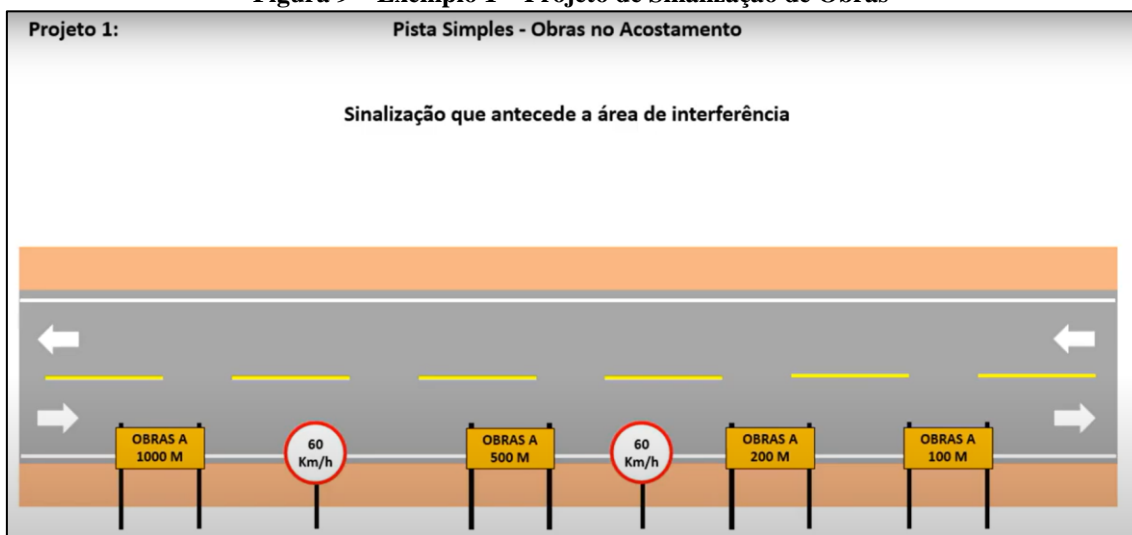 Figura 9 – Exemplo 1 – Projeto de Sinalização de Obras
Projeto 1:
Pista Simples - Obras no Acostamento
Sinalização que antecede a área de interferência
OBRAS A
1000 M
60
Km/h
OBRAS A
500 M
60
Km/h
OBRAS A
200 M
OBRAS A
100 M